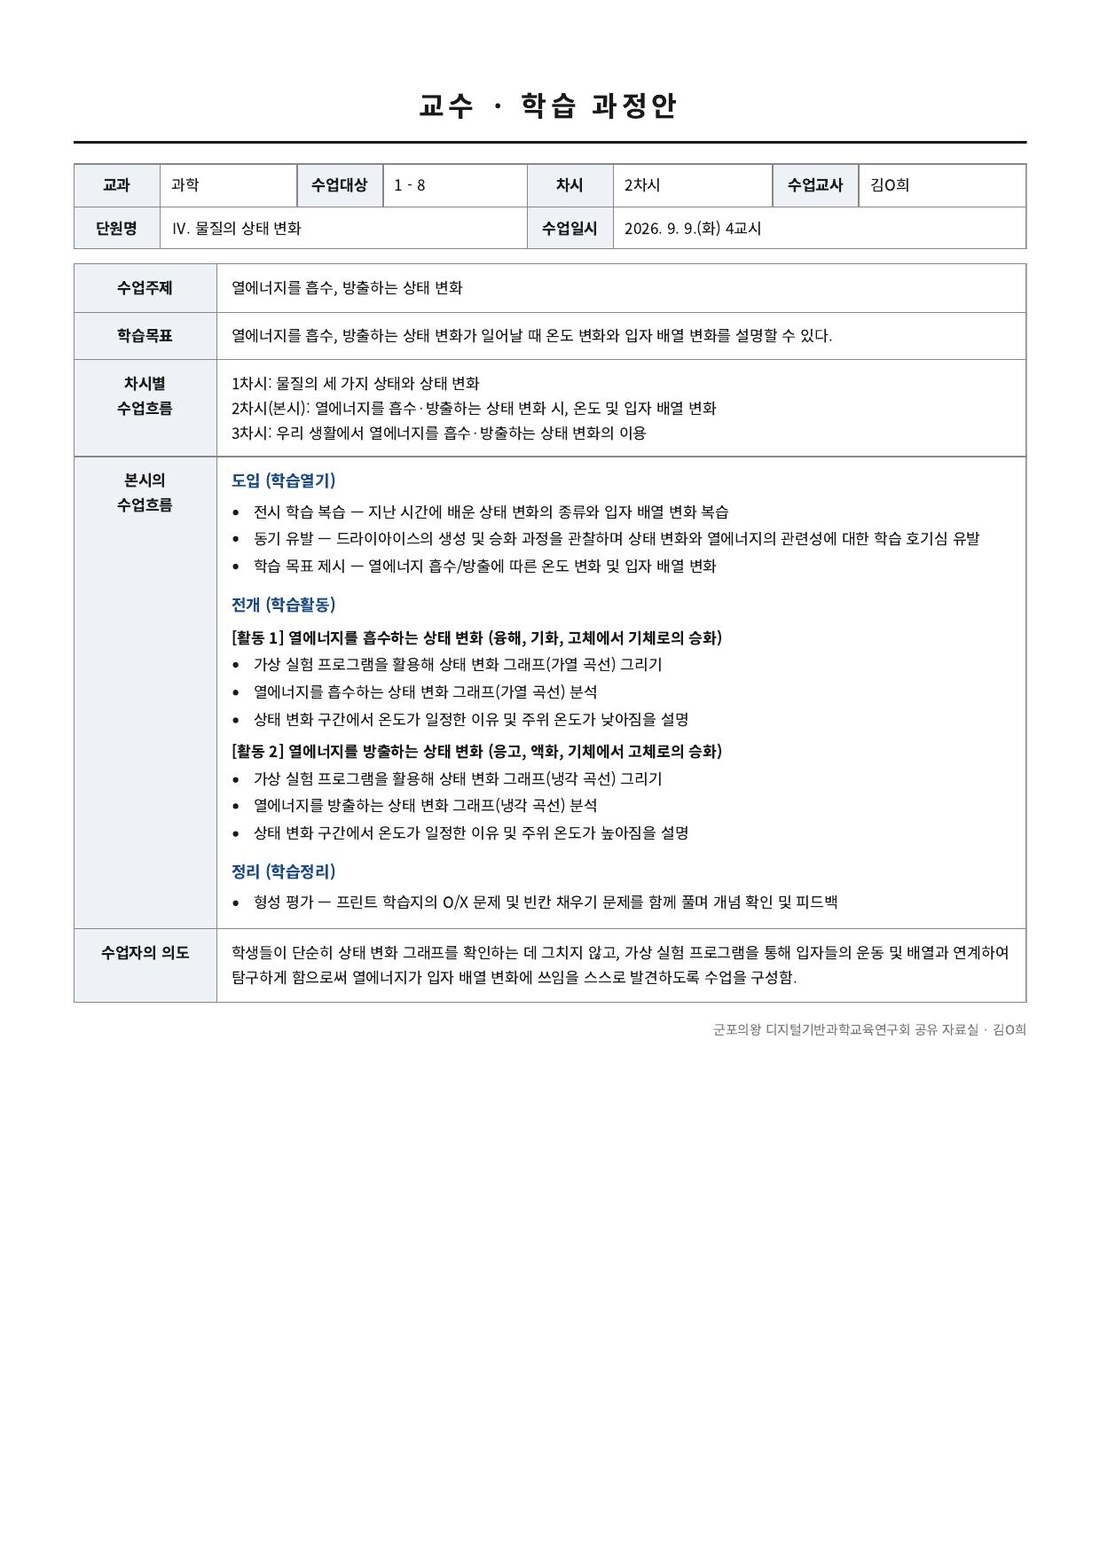 교수 · 학습 과정안
교과 과학 수업대상 1 - 8 차시 2차시 수업교사 김O희
단원명 Ⅳ. 물질의 상태 변화 수업일시 2026. 9. 9.(화) 4교시
수업주제 열에너지를 흡수, 방출하는 상태 변화
학습목표 열에너지를 흡수, 방출하는 상태 변화가 일어날 때 온도 변화와 입자 배열 변화를 설명할 수 있다.
차시별 1차시: 물질의 세 가지 상태와 상태 변화
수업흐름 2차시(본시): 열에너지를 흡수·방출하는 상태 변화 시, 온도 및 입자 배열 변화
3차시: 우리 생활에서 열에너지를 흡수·방출하는 상태 변화의 이용
본시의 도입 (학습열기)
수업흐름
● 전시 학습 복습 — 지난 시간에 배운 상태 변화의 종류와 입자 배열 변화 복습
● 동기 유발 — 드라이아이스의 생성 및 승화 과정을 관찰하며 상태 변화와 열에너지의 관련성에 대한 학습 호기심 유발
● 학습 목표 제시 — 열에너지 흡수/방출에 따른 온도 변화 및 입자 배열 변화
전개 (학습활동)
[활동 1] 열에너지를 흡수하는 상태 변화 (융해, 기화, 고체에서 기체로의 승화)
● 가상 실험 프로그램을 활용해 상태 변화 그래프(가열 곡선) 그리기
● 열에너지를 흡수하는 상태 변화 그래프(가열 곡선) 분석
● 상태 변화 구간에서 온도가 일정한 이유 및 주위 온도가 낮아짐을 설명
[활동 2] 열에너지를 방출하는 상태 변화 (응고, 액화, 기체에서 고체로의 승화)
● 가상 실험 프로그램을 활용해 상태 변화 그래프(냉각 곡선) 그리기
● 열에너지를 방출하는 상태 변화 그래프(냉각 곡선) 분석
● 상태 변화 구간에서 온도가 일정한 이유 및 주위 온도가 높아짐을 설명
정리 (학습정리)
● 형성 평가 — 프린트 학습지의 O/X 문제 및 빈칸 채우기 문제를 함께 풀며 개념 확인 및 피드백
수업자의 의도 학생들이 단순히 상태 변화 그래프를 확인하는 데 그치지 않고, 가상 실험 프로그램을 통해 입자들의 운동 및 배열과 연계하여
탐구하게 함으로써 열에너지가 입자 배열 변화에 쓰임을 스스로 발견하도록 수업을 구성함.
군포의왕 디지털기반과학교육연구회 공유 자료실 · 김O희